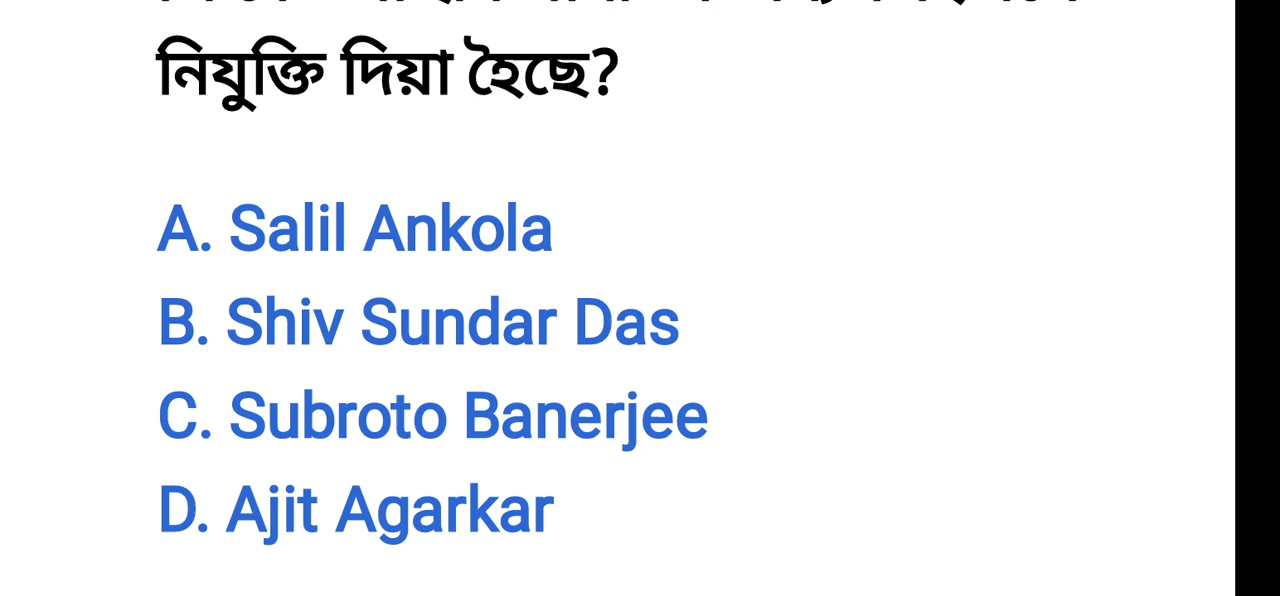 নিযুক্তি দিয়া হৈছে?
A. Salil Ankola
B. Shiv Sundar Das
C. Subroto Banerjee
D. Ajit Agarkar